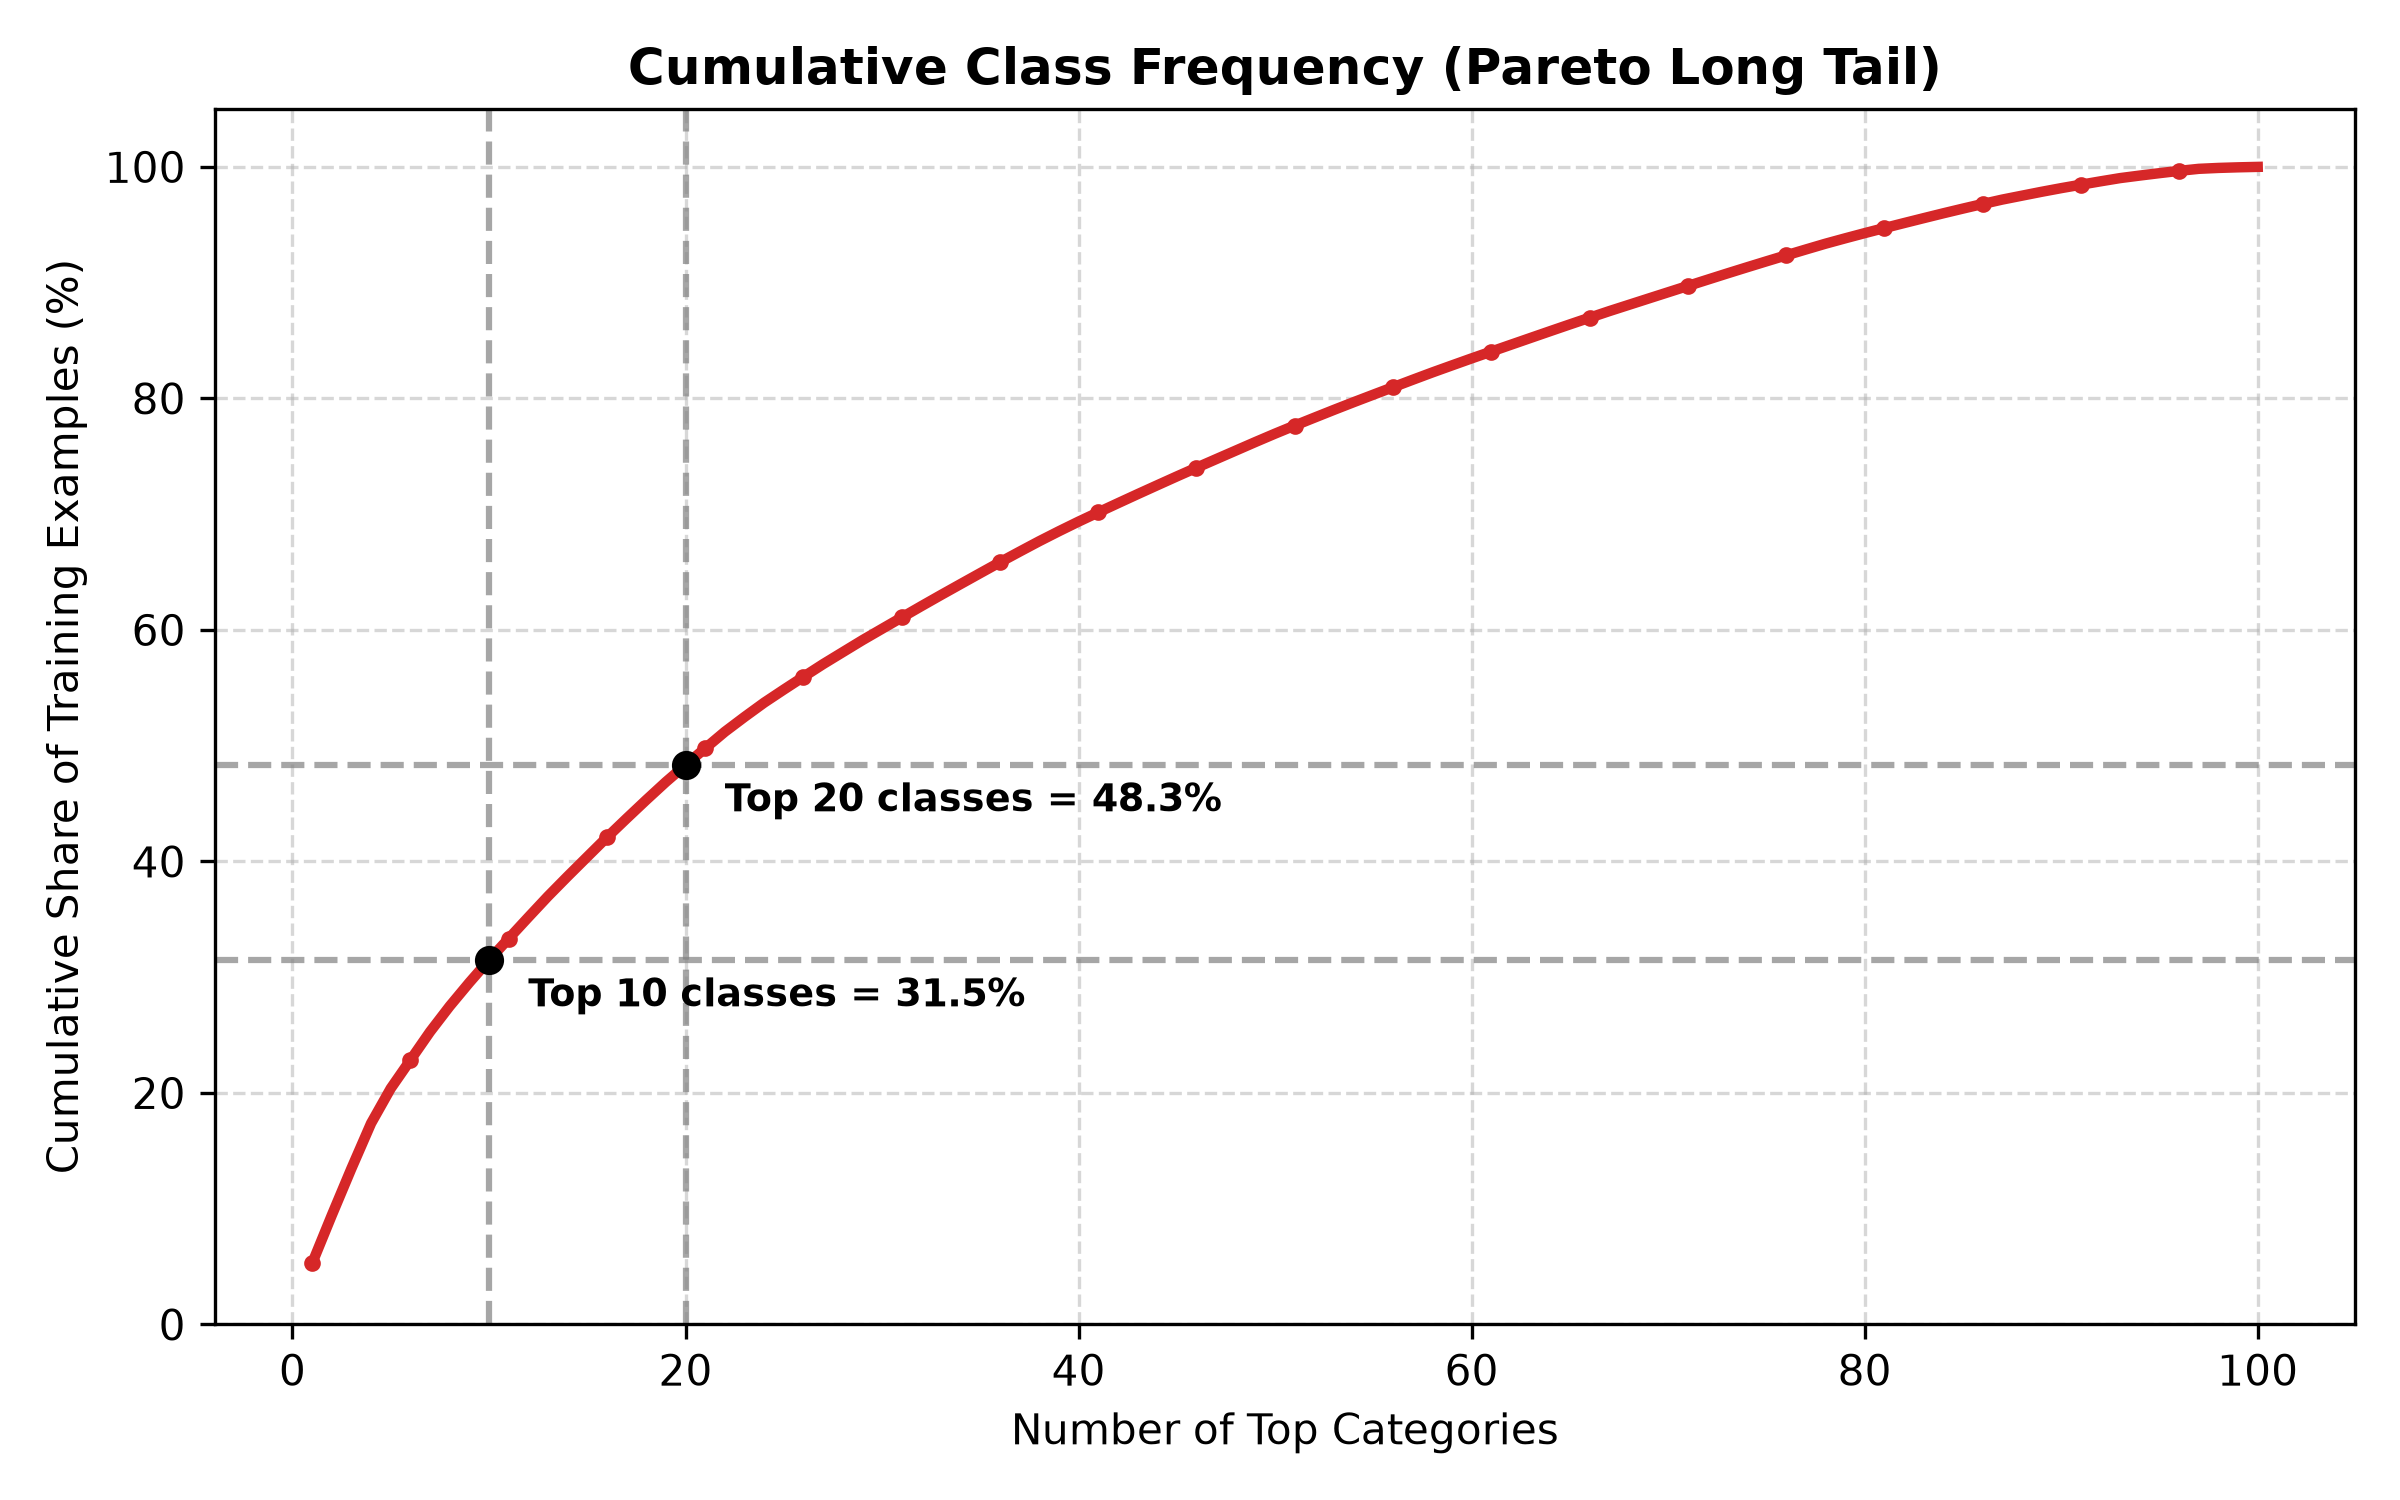 Cumulative Class Frequency (Pareto Long Tail)
Cumulative Share of Training Examples (%)
100
80
60
40
20
0
Top 20 classes = 48.3%
Top 10 classes = 31.5%
0 20 40 60 80 100
Number of Top Categories